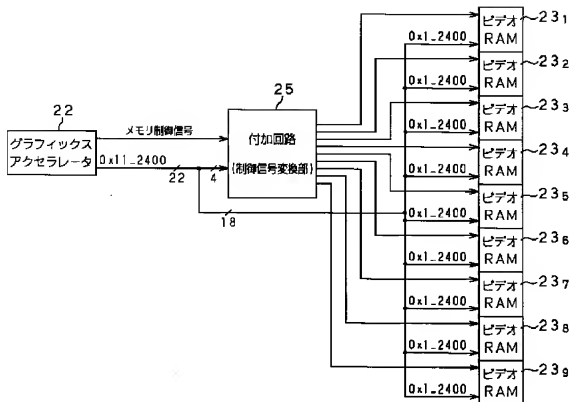 22
グラフィックス
アクセラレータ
メモリ制御信号
0x11_2400
22
4
18
25
付加回路
(制御信号変換部)
0x1_2400
ビデオ
RAM
23₁
0x1_2400
ビデオ
RAM
23₂
0x1_2400
ビデオ
RAM
23₃
0x1_2400
ビデオ
RAM
23₄
0x1_2400
ビデオ
RAM
23₅
0x1_2400
ビデオ
RAM
23₆
0x1_2400
ビデオ
RAM
23₇
0x1_2400
ビデオ
RAM
23₈
0x1_2400
ビデオ
RAM
23₉